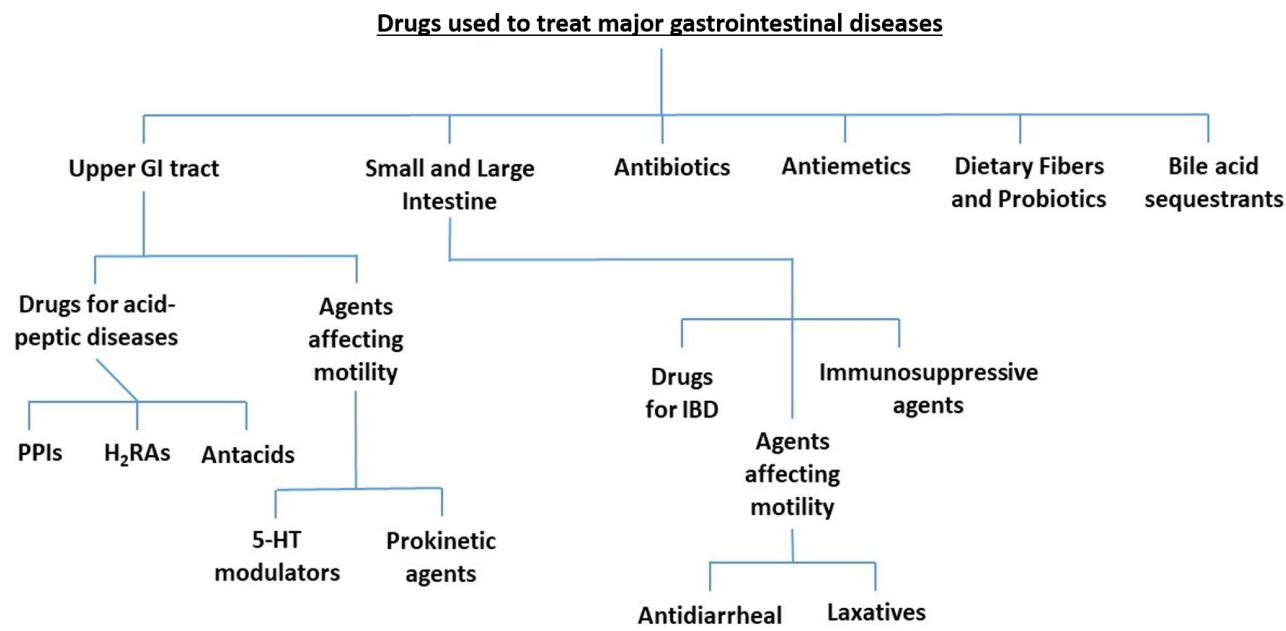 Drugs used to treat major gastrointestinal diseases
Upper GI tract
Small and Large
Intestine
Antibiotics
Antiemetics
Dietary Fibers
and Probiotics
Bile acid
sequestrants
Drugs for acid-
peptic diseases
Agents
affecting
motility
PPIs
H₂RAs
Antacids
5-HT
modulators
Prokinetic
agents
Drugs
for IBD
Immunosuppressive
agents
Agents
affecting
motility
Antidiarrheal
Laxatives